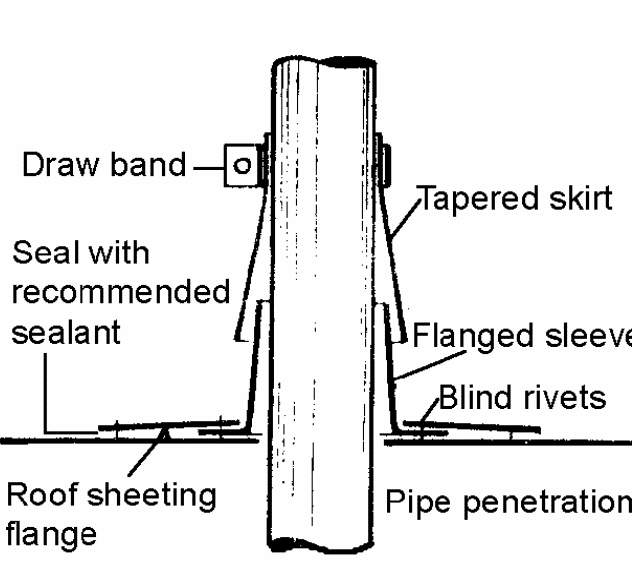 Draw band
Tapered skirt
Seal with
recommended
sealant
Flanged sleeve
Blind rivets
Roof sheeting
flange
Pipe penetration